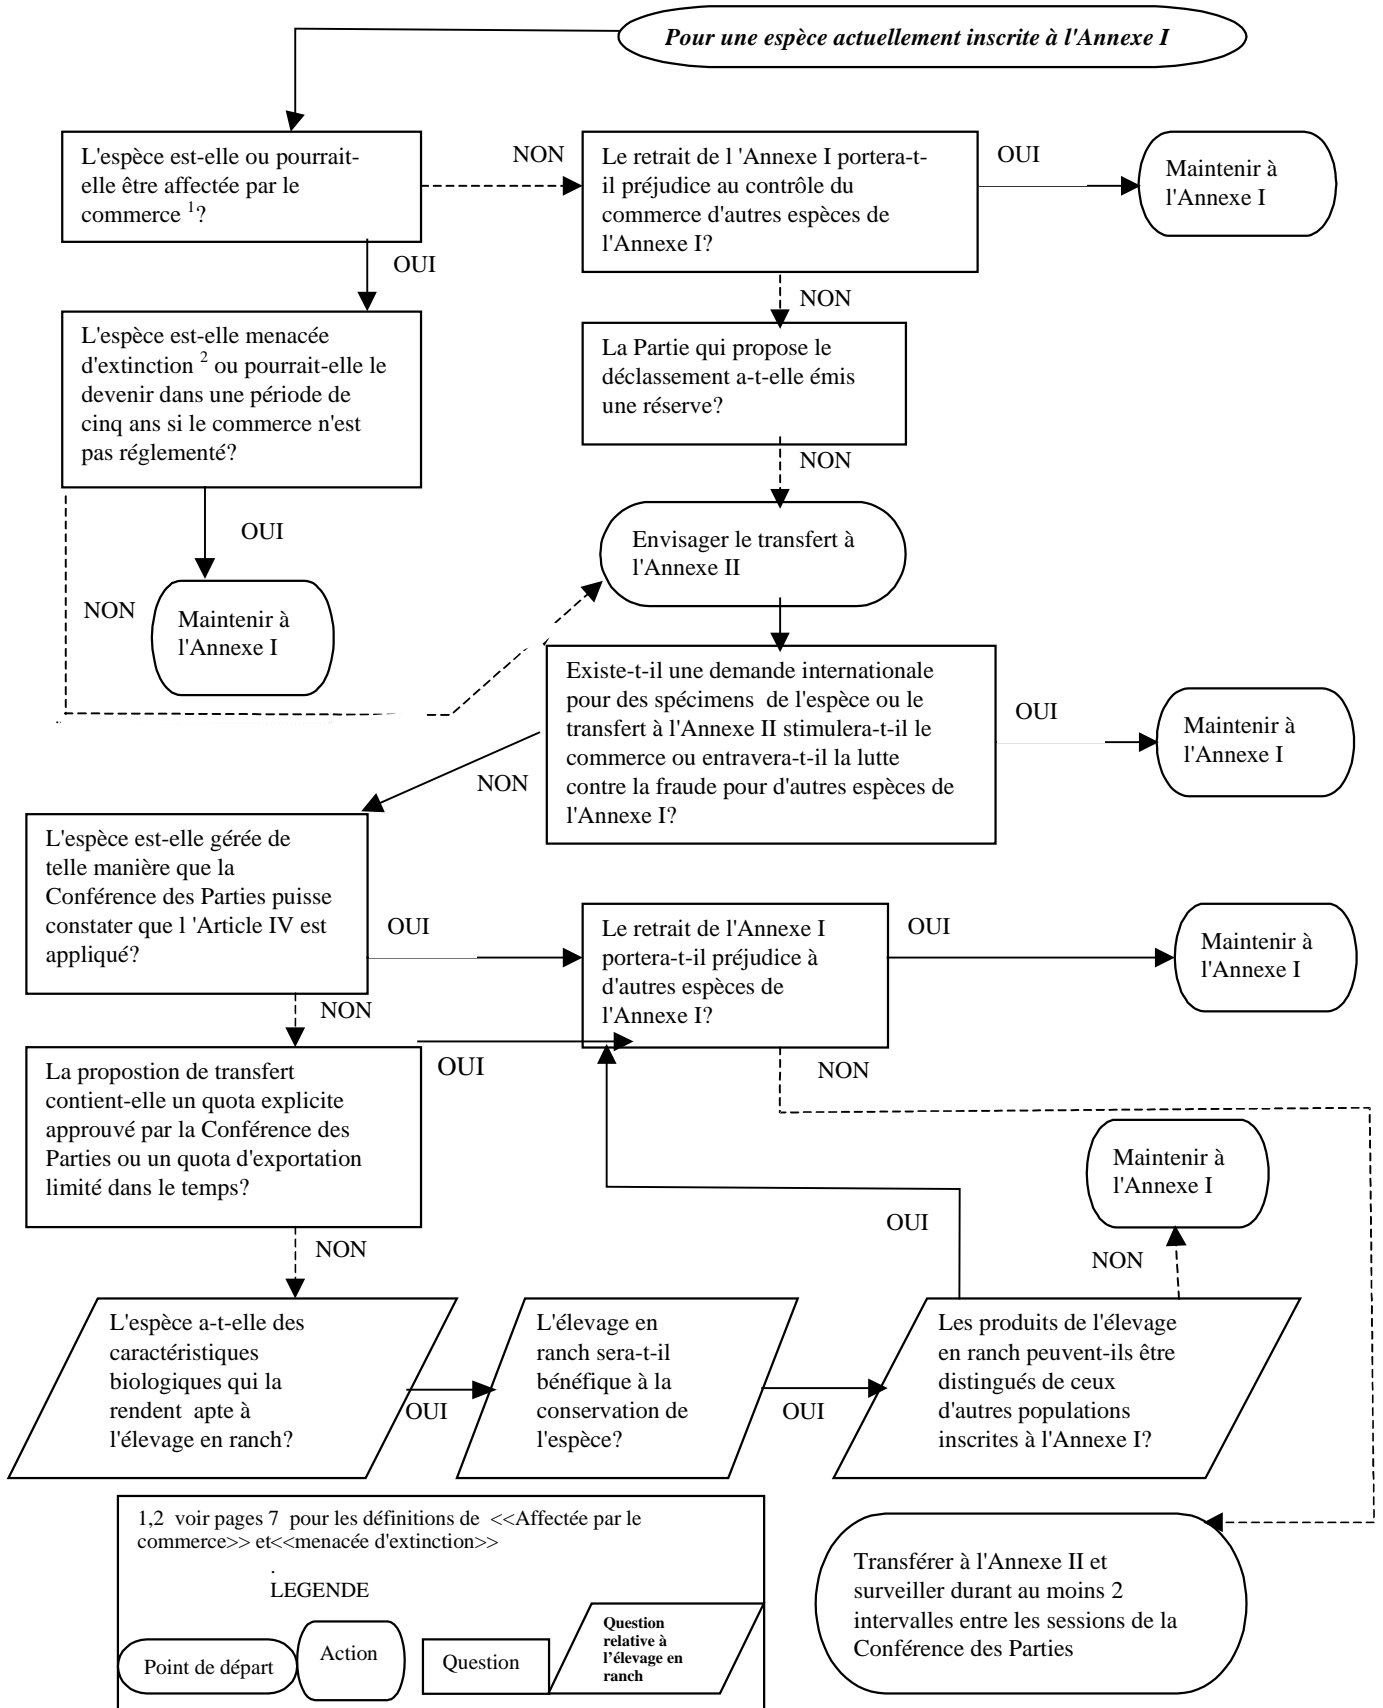 Pour une espèce actuellement inscrite à l'Annexe I
L'espèce est-elle ou pourrait-
elle être affectée par le
commerce 1?
NON
Le retrait de l 'Annexe I portera-t-
il préjudice au contrôle du
commerce d'autres espèces de
l'Annexe I?
OUI
Maintenir à
l'Annexe I
OUI
NON
L'espèce est-elle menacée
d'extinction 2 ou pourrait-elle le
devenir dans une période de
cinq ans si le commerce n'est
pas réglementé?
La Partie qui propose le
déclassement a-t-elle émis
une réserve?
NON
OUI
Envisager le transfert à
l'Annexe II
NON
Maintenir à
l'Annexe I
Existe-t-il une demande internationale
pour des spécimens  de l'espèce ou le
transfert à l'Annexe II stimulera-t-il le
commerce ou entravera-t-il la lutte
contre la fraude pour d'autres espèces de
l'Annexe I?
OUI
Maintenir à
l'Annexe I
NON
L'espèce est-elle gérée de
telle manière que la
Conférence des Parties puisse
constater que l 'Article IV est
appliqué?
OUI
Le retrait de l'Annexe I
portera-t-il préjudice à
d'autres espèces de
l'Annexe I?
OUI
Maintenir à
l'Annexe I
NON
OUI
NON
La propostion de transfert
contient-elle un quota explicite
approuvé par la Conférence des
Parties ou un quota d'exportation
limité dans le temps?
Maintenir à
l'Annexe I
OUI
NON
NON
L'espèce a-t-elle des
caractéristiques
biologiques qui la
rendent  apte à
l'élevage en ranch?
OUI
L'élevage en
ranch sera-t-il
bénéfique à la
conservation de
l'espèce?
OUI
Les produits de l'élevage
en ranch peuvent-ils être
distingués de ceux
d'autres populations
inscrites à l'Annexe I?
1,2  voir pages 7  pour les définitions de  <<Affectée par le
commerce>> et<<menacée d'extinction>>
.
LEGENDE
Point de départ
Action
Question
Question
relative à
l'élevage en
ranch
Transférer à l'Annexe II et
surveiller durant au moins 2
intervalles entre les sessions de la
Conférence des Parties